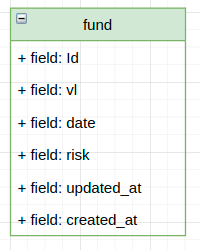 fund
+ field: Id
+ field: vl
+ field: date
+ field: risk
+ field: updated_at
+ field: created_at